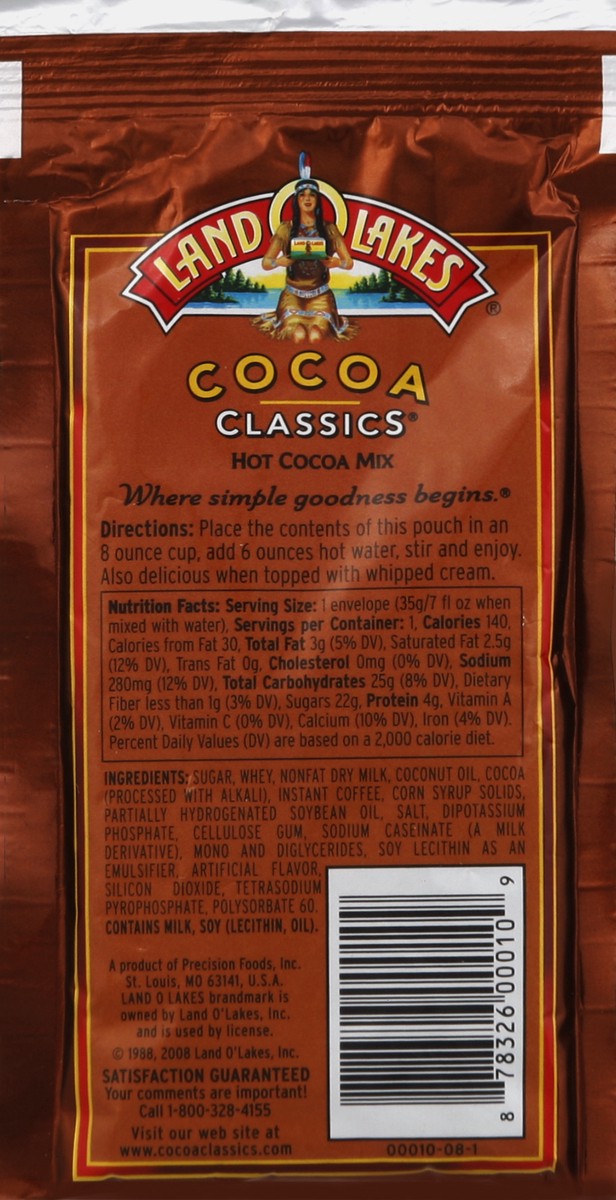 LAND O LAKES
®
COCOA
CLASSICS®
HOT COCOA MIX
Where simple goodness begins.®
Directions: Place the contents of this pouch in an
8 ounce cup, add 6 ounces hot water, stir and enjoy.
Also delicious when topped with whipped cream.
Nutrition Facts: Serving Size: 1 envelope (35g/7 fl oz when
mixed with water), Servings per Container: 1, Calories 140,
Calories from Fat 30, Total Fat 3g (5% DV), Saturated Fat 2.5g
(12% DV), Trans Fat 0g, Cholesterol 0mg (0% DV), Sodium
280mg (12% DV), Total Carbohydrates 25g (8% DV), Dietary
Fiber less than 1g (3% DV), Sugars 22g, Protein 4g, Vitamin A
(2% DV), Vitamin C (0% DV), Calcium (10% DV), Iron (4% DV).
Percent Daily Values (DV) are based on a 2,000 calorie diet.
INGREDIENTS: SUGAR, WHEY, NONFAT DRY MILK, COCONUT OIL, COCOA
(PROCESSED WITH ALKALI), INSTANT COFFEE, CORN SYRUP SOLIDS,
PARTIALLY HYDROGENATED SOYBEAN OIL, SALT, DIPOTASSIUM
PHOSPHATE, CELLULOSE GUM, SODIUM CASEINATE (A MILK
DERIVATIVE), MONO AND DIGLYCERIDES, SOY LECITHIN AS AN
EMULSIFIER, ARTIFICIAL FLAVOR,
SILICON DIOXIDE, TETRASODIUM
PYROPHOSPHATE, POLYSORBATE 60.
CONTAINS MILK, SOY (LECITHIN, OIL).
A product of Precision Foods, Inc.
St. Louis, MO 63141, U.S.A.
LAND O LAKES brandmark is
owned by Land O'Lakes, Inc.
and is used by license.
© 1988, 2008 Land O'Lakes, Inc.
SATISFACTION GUARANTEED
Your comments are important!
Call 1-800-328-4155
Visit our web site at
www.cocoaclassics.com
8 78326 00010 9
00010-08-1